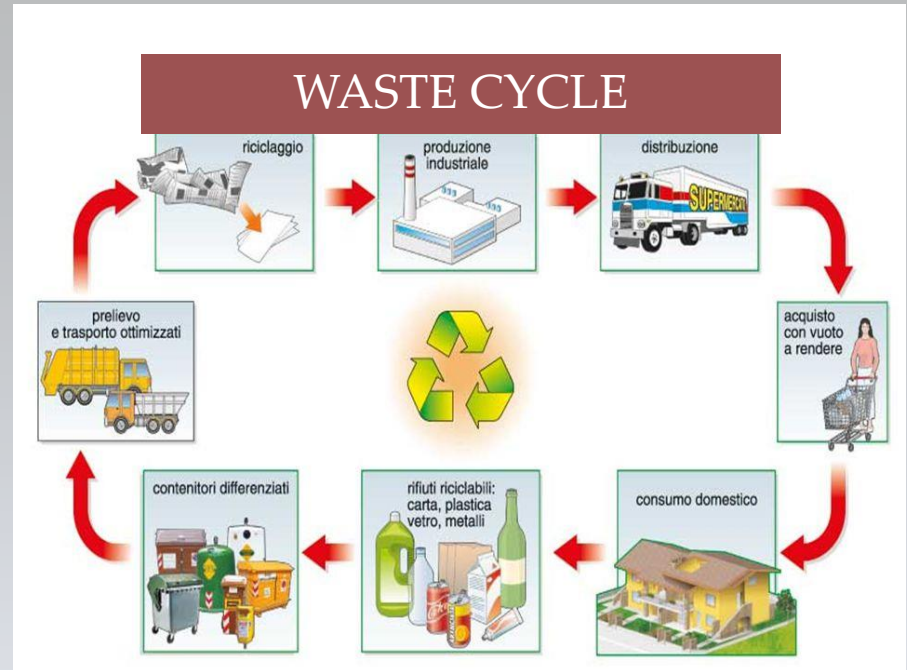 WASTE CYCLE
riciclaggio
produzione
industriale
distribuzione
SUPERMERCATI
acquisto
con vuoto
a rendere
consumo domestico
rifiuti riciclabili:
carta, plastica
vetro, metalli
contenitori differenziati
prelievo
e trasporto ottimizzati